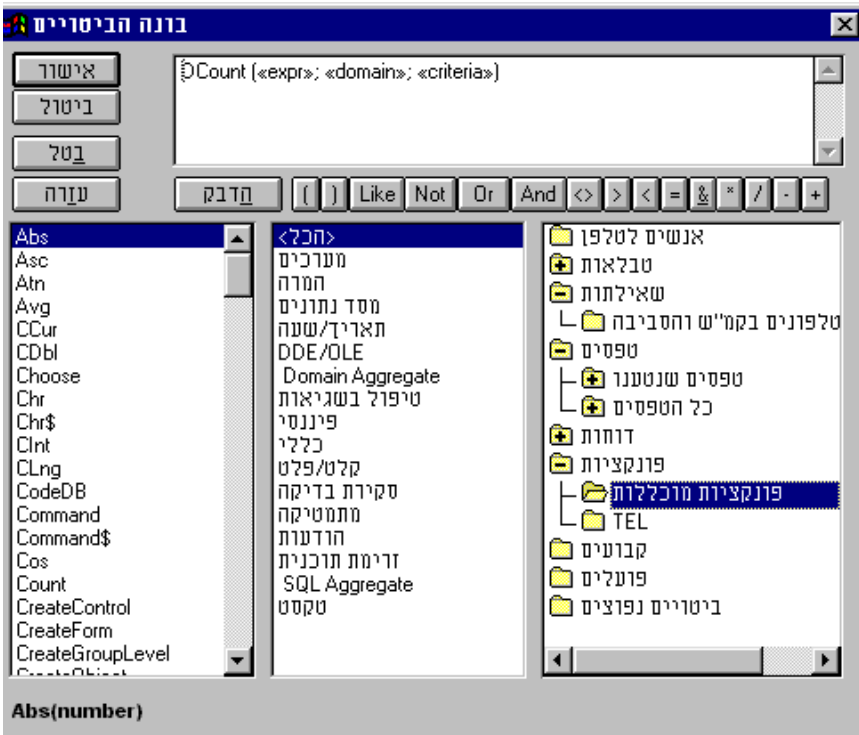 בונה הביטויים
אישור
ביטול
בטל
עזרה
DCount («expr»; «domain»; «criteria»)
הדבק
( ) Like Not Or And <> > < = & * / - +
אנשים לטלפן
טבלאות
שאילתות
טלפונים בקמ"ש והסביבה
טפסים
טפסים שנטענו
כל הטפסים
דוחות
פונקציות
פונקציות מוכללות
TEL
קבועים
פועלים
ביטויים נפוצים
<הכל>
מערכים
המרה
מסד נתונים
תאריך/שעה
DDE/OLE
Domain Aggregate
טיפול בשגיאות
פיננסי
כללי
קלט/פלט
סקירת בדיקה
מתמטיקה
הודעות
זרימת תוכנית
SQL Aggregate
טקסט
Abs
Asc
Atn
Avg
CCur
CDbl
Choose
Chr
Chr$
CInt
CLng
CodeDB
Command
Command$
Cos
Count
CreateControl
CreateForm
CreateGroupLevel
Abs(number)